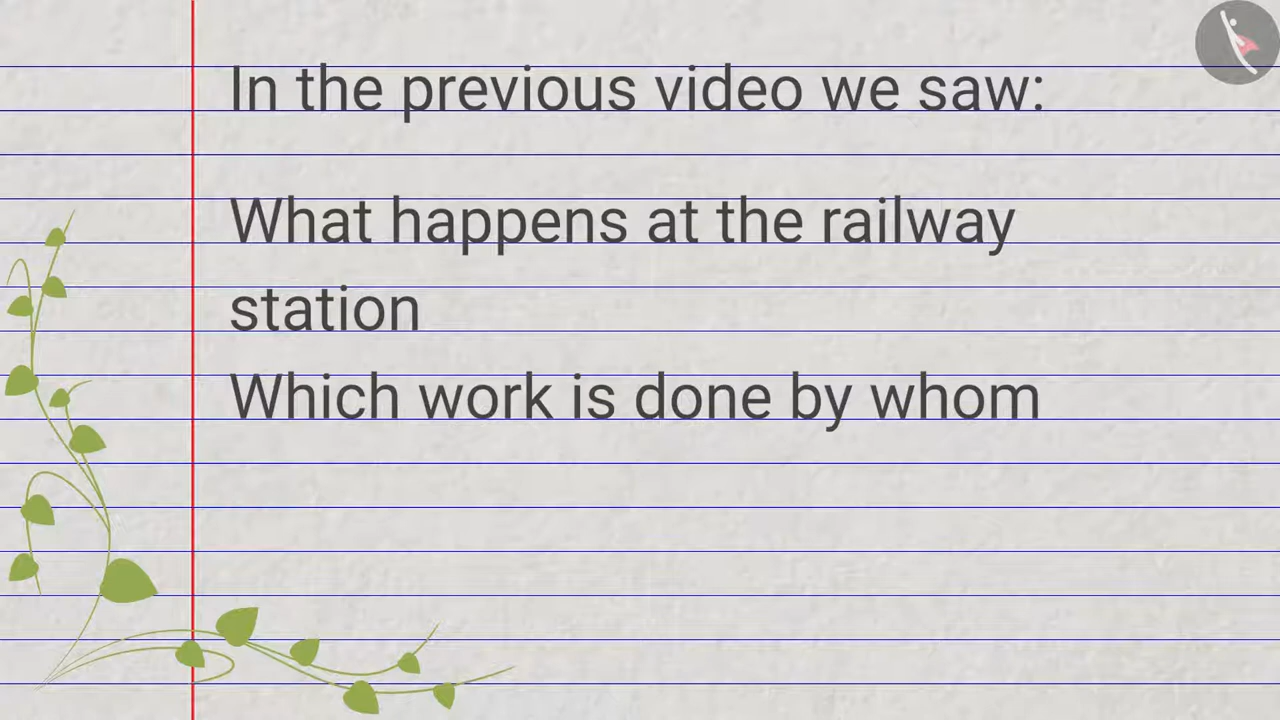 In the previous video we saw:
What happens at the railway
station
Which work is done by whom